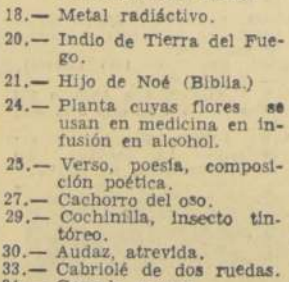 18.— Metal radiáctivo.
20.— Indio de Tierra del Fue-
go.
21.— Hijo de Noé (Biblia.)
24.— Planta cuyas flores se
usan en medicina en in-
fusión en alcohol.
25.— Verso, poesía, composi-
ción poética.
27.— Cachorro del oso.
29.— Cochinilla, insecto tin-
tóreo.
30.— Audaz, atrevida.
33.— Cabriolé de dos ruedas.